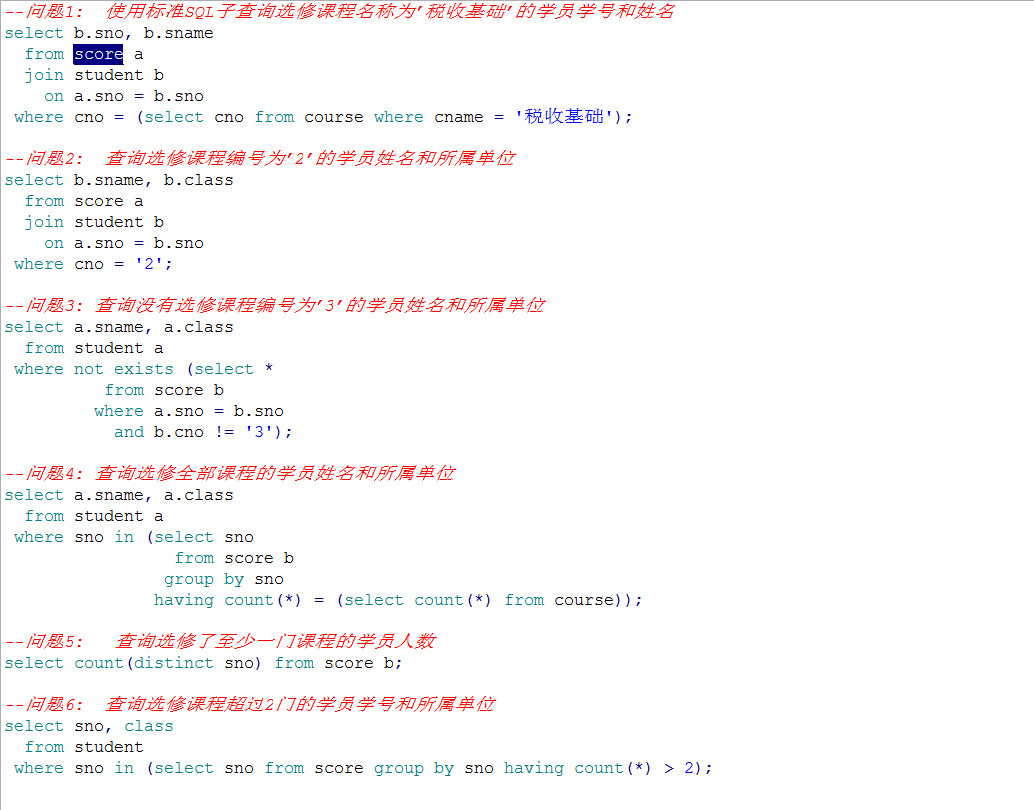 --问题1:  使用标准SQL子查询选修课程名称为'税收基础'的学员学号和姓名
select b.sno, b.sname
  from score a
  join student b
    on a.sno = b.sno
 where cno = (select cno from course where cname = '税收基础');
--问题2:  查询选修课程编号为'2'的学员姓名和所属单位
select b.sname, b.class
  from score a
  join student b
    on a.sno = b.sno
 where cno = '2';
--问题3: 查询没有选修课程编号为'3'的学员姓名和所属单位
select a.sname, a.class
  from student a
 where not exists (select *
          from score b
         where a.sno = b.sno
           and b.cno != '3');
--问题4: 查询选修全部课程的学员姓名和所属单位
select a.sname, a.class
  from student a
 where sno in (select sno
                 from score b
                group by sno
               having count(*) = (select count(*) from course));
--问题5:   查询选修了至少一门课程的学员人数
select count(distinct sno) from score b;
--问题6:  查询选修课程超过2门的学员学号和所属单位
select sno, class
  from student
 where sno in (select sno from score group by sno having count(*) > 2);